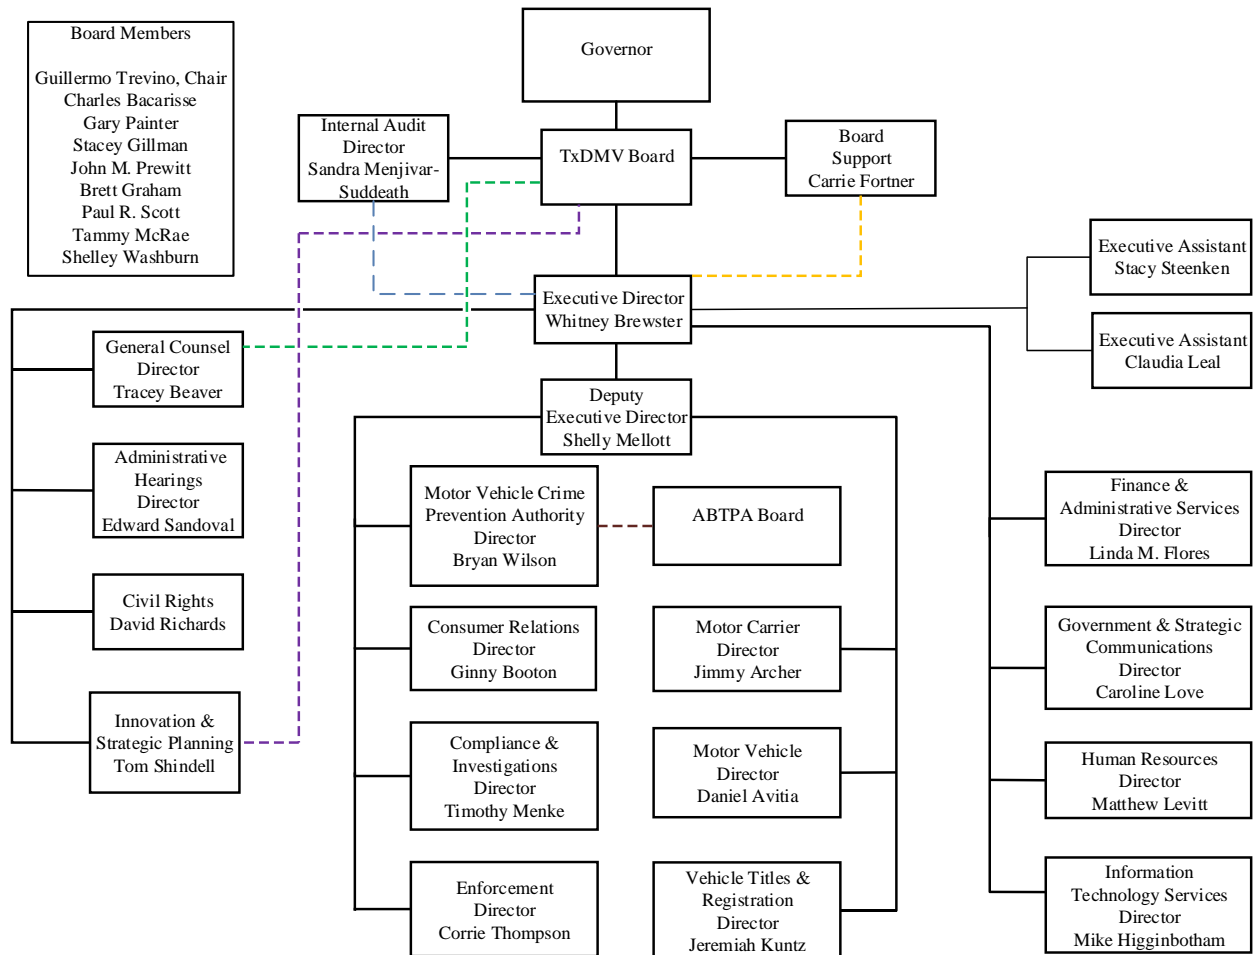 Board Members
Guillermo Trevino, Chair
Charles Bacarisse
Gary Painter
Stacey Gillman
John M. Prewitt
Brett Graham
Paul R. Scott
Tammy McRae
Shelley Washburn
Governor
Internal Audit
Director
Sandra Menjivar-
Suddeath
TxDMV Board
Board
Support
Carrie Fortner
Executive Director
Whitney Brewster
Executive Assistant
Stacy Steenken
Executive Assistant
Claudia Leal
General Counsel
Director
Tracey Beaver
Deputy
Executive Director
Shelly Mellott
Administrative
Hearings
Director
Edward Sandoval
Civil Rights
David Richards
Innovation &
Strategic Planning
Tom Shindell
Motor Vehicle Crime
Prevention Authority
Director
Bryan Wilson
ABTPA Board
Consumer Relations
Director
Ginny Booton
Motor Carrier
Director
Jimmy Archer
Compliance &
Investigations
Director
Timothy Menke
Motor Vehicle
Director
Daniel Avitia
Enforcement
Director
Corrie Thompson
Vehicle Titles &
Registration
Director
Jeremiah Kuntz
Finance &
Administrative Services
Director
Linda M. Flores
Government & Strategic
Communications
Director
Caroline Love
Human Resources
Director
Matthew Levitt
Information
Technology Services
Director
Mike Higginbotham